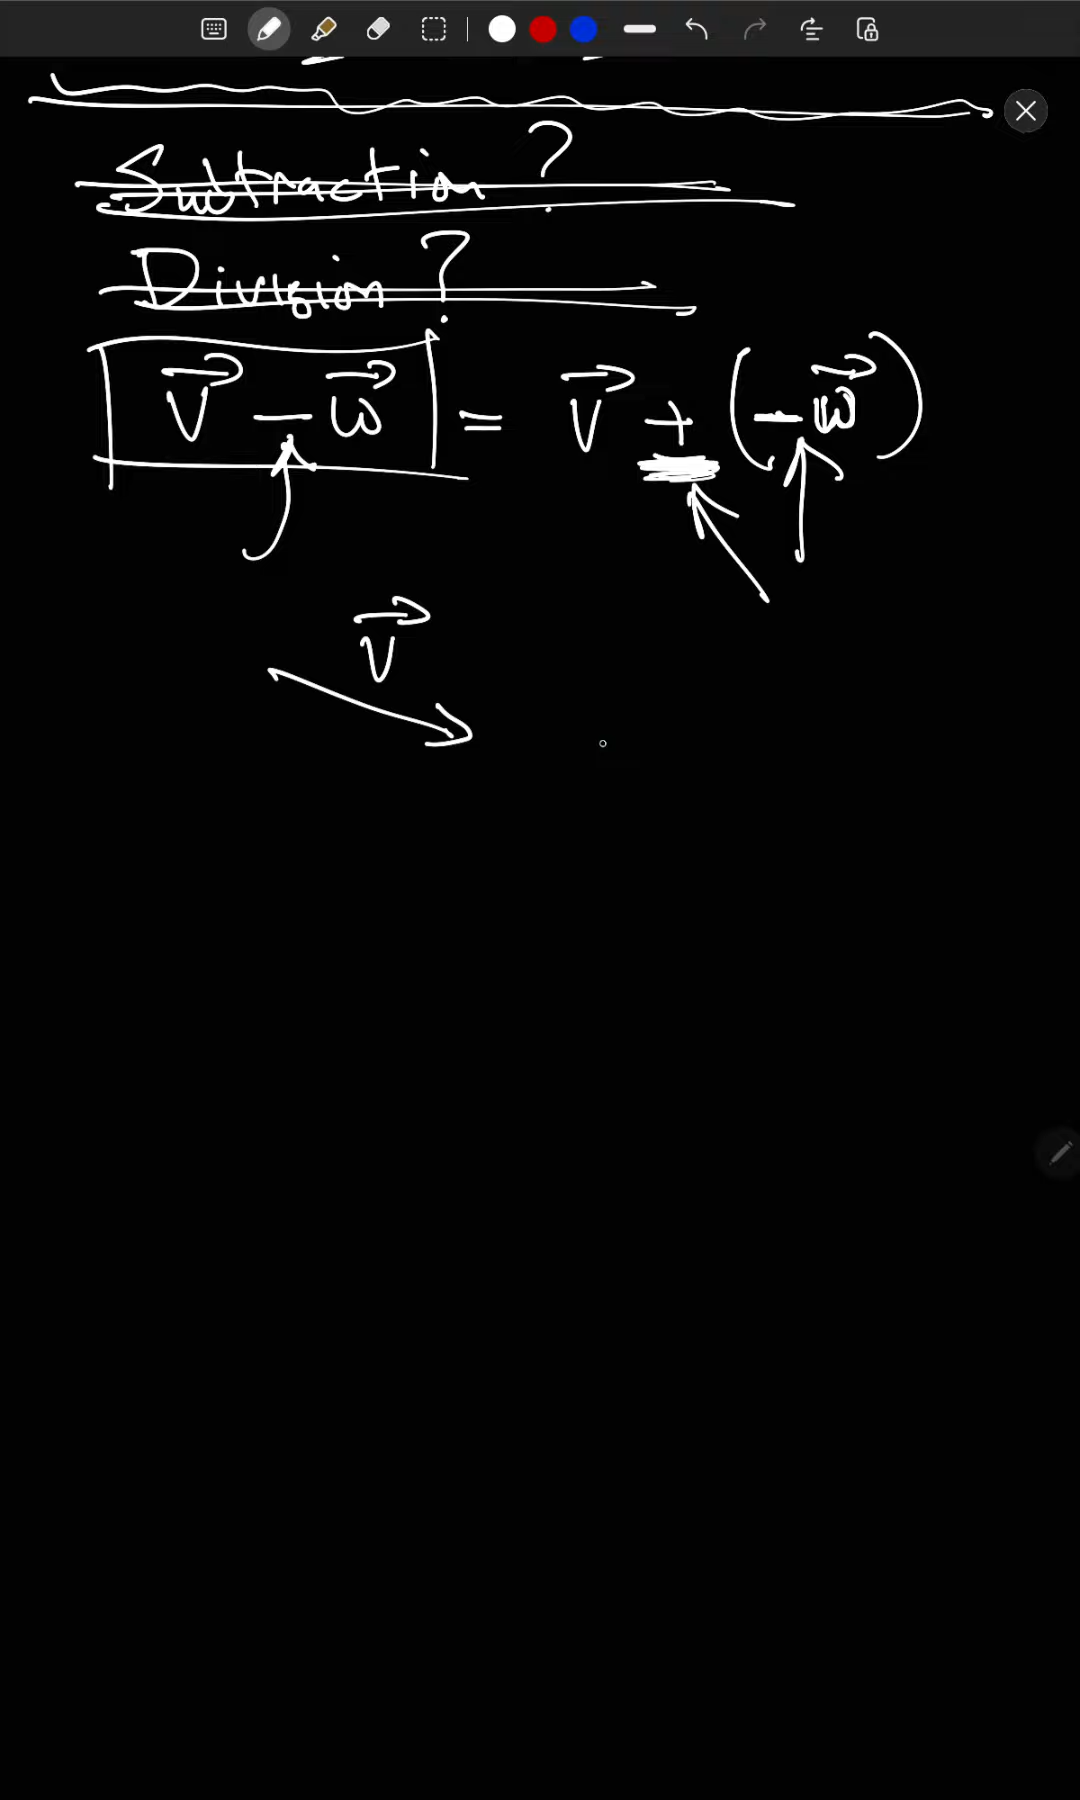 Subtraction ?
Division ?
v⃗ - w⃗ = v⃗ + (-w⃗)
v⃗